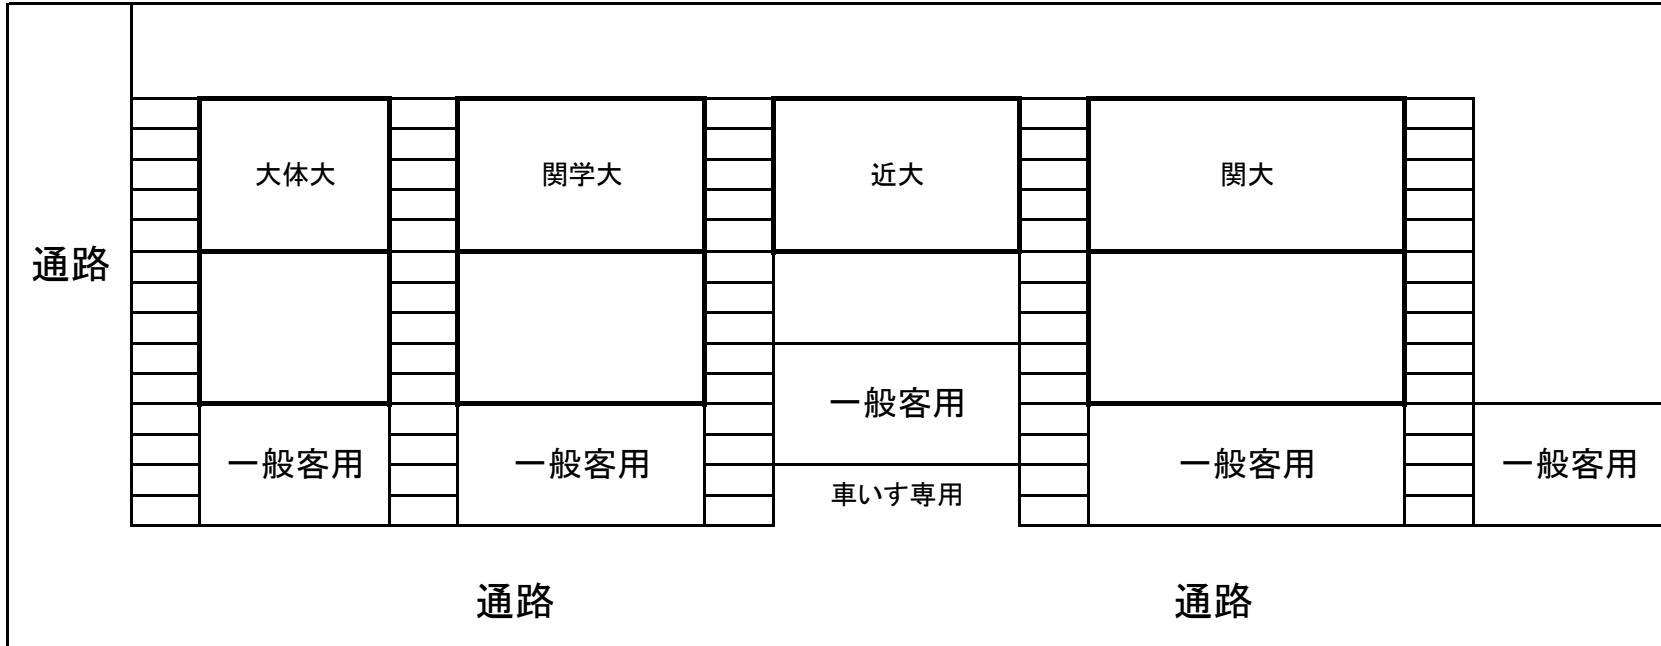 大体大
関学大
近大
関大
通路
一般客用
一般客用
一般客用
一般客用
一般客用
車いす専用
通路
通路